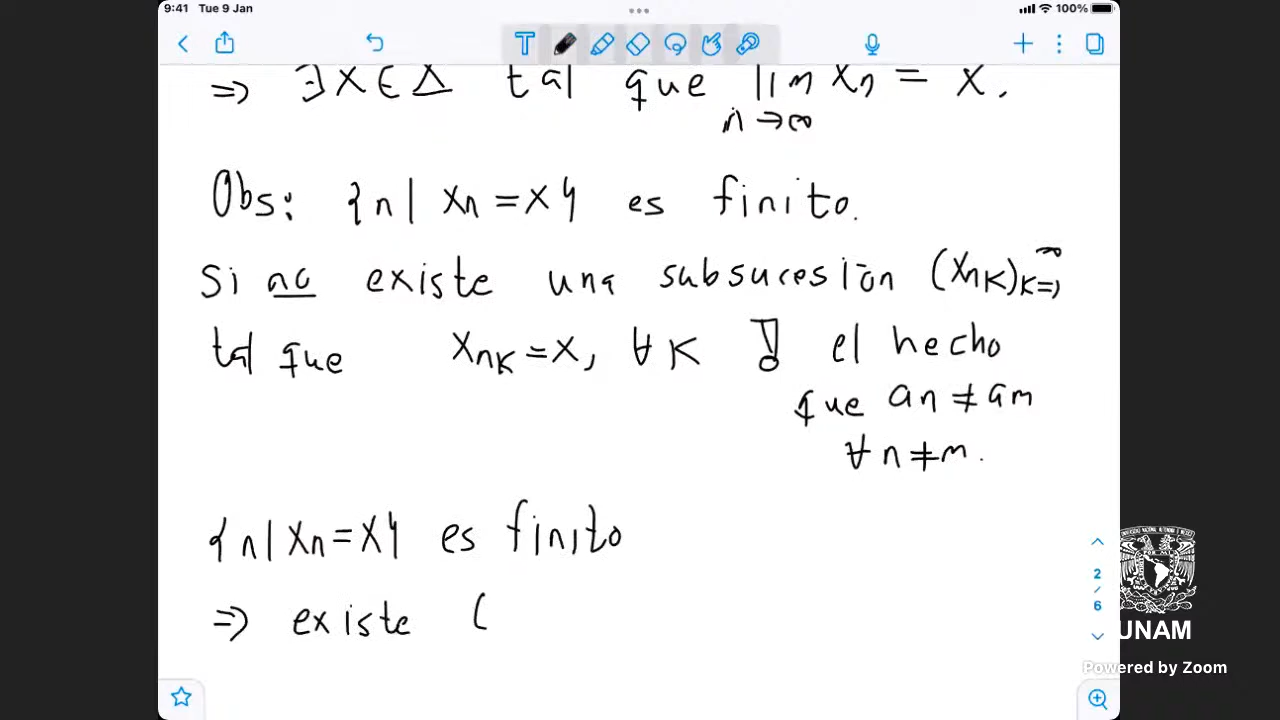 9:41 Tue 9 Jan
100%
=> ∃ x ∈ Δ tal que lim xn = x.
n→∞
Obs: {n| xn = x} es finito.
Si no existe una subsucesión (xnk)k=1 ∞
tal que xnk = x, ∀ k ! el hecho
que an ≠ am
∀ n ≠ m.
{n| xn = x} es finito
=> existe (
2
/
6
UNAM
Powered by Zoom